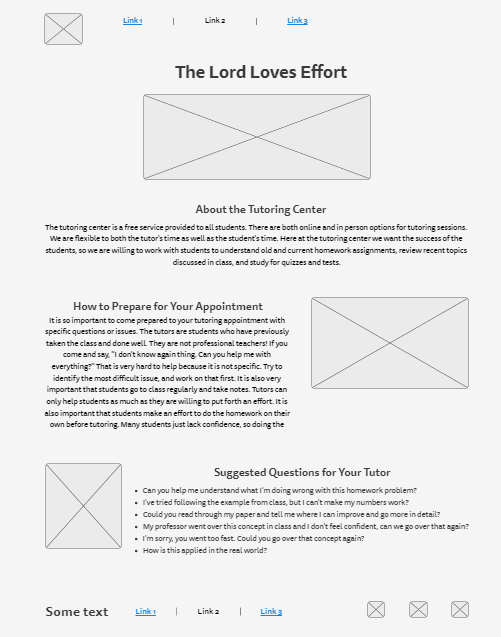 Link 1 | Link 2 | Link 3
The Lord Loves Effort
About the Tutoring Center
The tutoring center is a free service provided to all students. There are both online and in person options for tutoring sessions.
We are flexible to both the tutor's time as well as the student's time. Here at the tutoring center we want the success of the
students, so we are willing to work with students to understand old and current homework assignments, review recent topics
discussed in class, and study for quizzes and tests.
How to Prepare for Your Appointment
It is so important to come prepared to your tutoring appointment with
specific questions or issues. The tutors are students who have previously
taken the class and done well. They are not professional teachers! If you
come and say, "I don't know again thing. Can you help me with
everything?" That is very hard to help because it is not specific. Try to
identify the most difficult issue, and work on that first. It is also very
important that students go to class regularly and take notes. Tutors can
only help students as much as they are willing to put forth an effort. It is
also important that students make an effort to do the homework on their
own before tutoring. Many students just lack confidence, so doing the
Suggested Questions for Your Tutor
• Can you help me understand what I'm doing wrong with this homework problem?
• I've tried following the example from class, but I can't make my numbers work?
• Could you read through my paper and tell me where I can improve and go more in detail?
• My professor went over this concept in class and I don't feel confident, can we go over that again?
• I'm sorry, you went too fast. Could you go over that concept again?
• How is this applied in the real world?
Some text Link 1 | Link 2 | Link 3